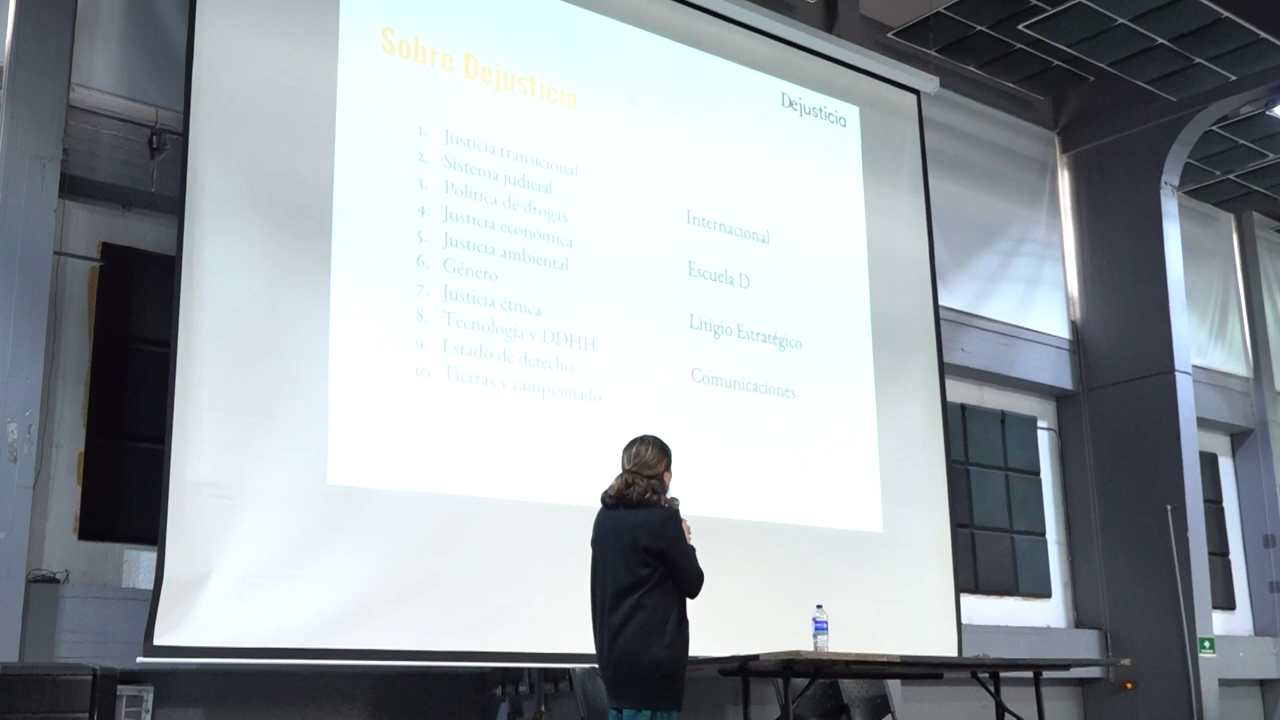 Sobre Dejusticia
Dejusticia
1. Justicia transicional
2. Sistema judicial
3. Política de drogas
4. Justicia económica
5. Justicia ambiental
6. Género
7. Justicia étnica
8. Tecnología y DDHH
9. Estado de derecho
10. Tierras y campesinado
Internacional
Escuela D
Litigio Estratégico
Comunicaciones